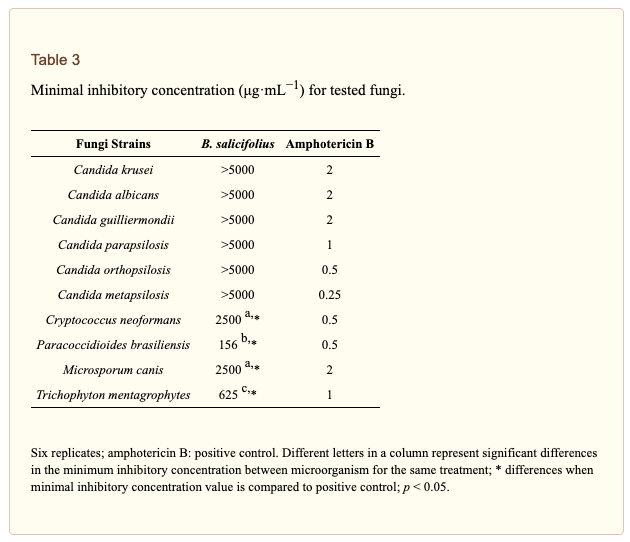 Table 3
Minimal inhibitory concentration (μg·mL⁻¹) for tested fungi.
Fungi Strains B. salicifolius Amphotericin B
Candida krusei >5000 2
Candida albicans >5000 2
Candida guilliermondii >5000 2
Candida parapsilosis >5000 1
Candida orthopsilosis >5000 0.5
Candida metapsilosis >5000 0.25
Cryptococcus neoformans 2500 a,* 0.5
Paracoccidioides brasiliensis 156 b,* 0.5
Microsporum canis 2500 a,* 2
Trichophyton mentagrophytes 625 c,* 1
Six replicates; amphotericin B: positive control. Different letters in a column represent significant differences
in the minimum inhibitory concentration between microorganism for the same treatment; * differences when
minimal inhibitory concentration value is compared to positive control; p < 0.05.